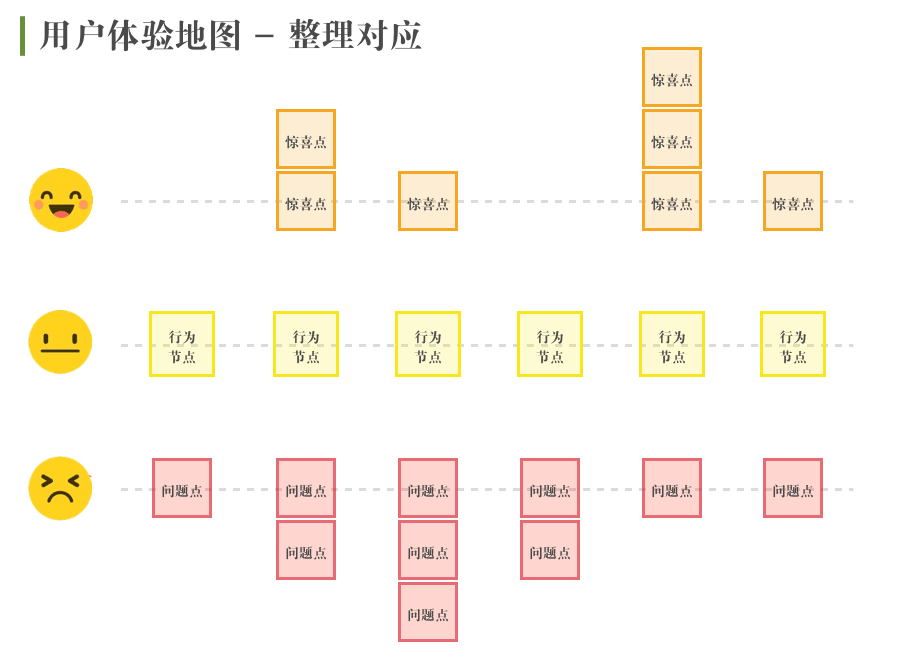 用户体验地图 – 整理对应
惊喜点
惊喜点 惊喜点
惊喜点 惊喜点 惊喜点 惊喜点
行为 行为 行为 行为 行为 行为
节点 节点 节点 节点 节点 节点
问题点 问题点 问题点 问题点 问题点 问题点
问题点 问题点 问题点
问题点